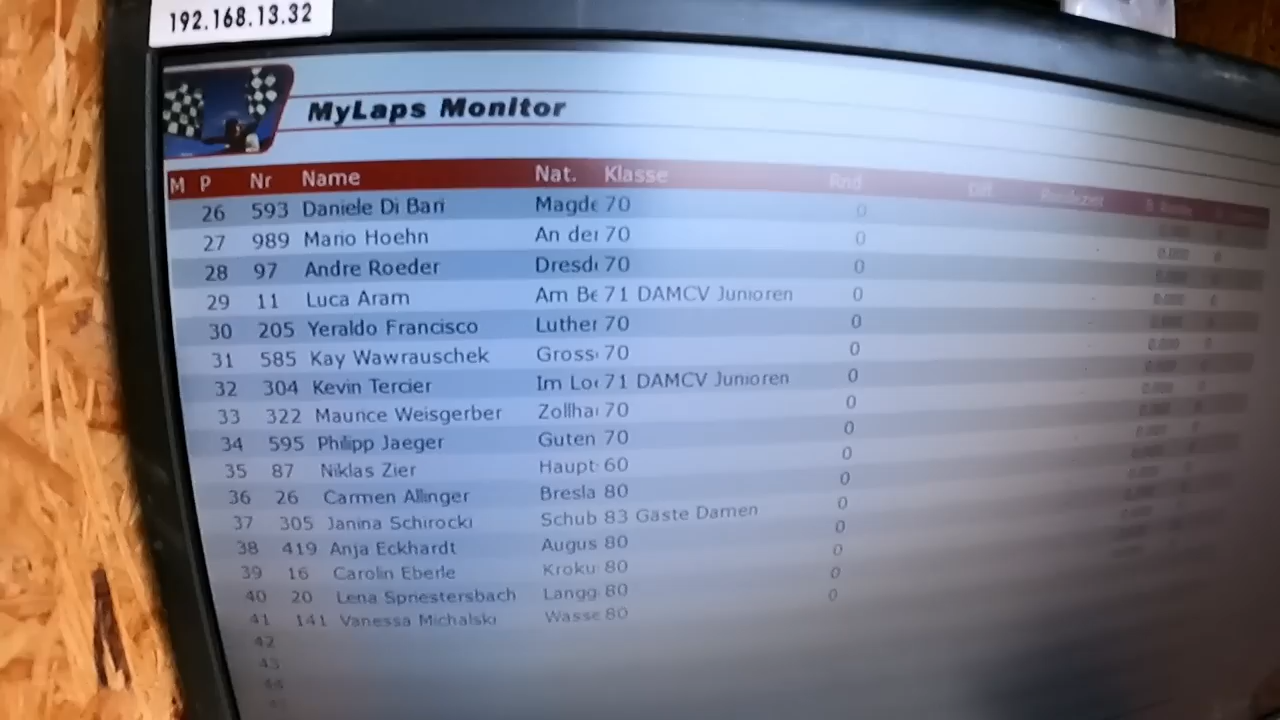 192.168.13.32
MyLaps Monitor
M P Nr Name Nat. Klasse Rnd Diff
26 593 Daniele Di Bari Magde 70 0
27 989 Mario Hoehn An der 70 0
28 97 Andre Roeder Dresd 70 0
29 11 Luca Aram Am Be 71 DAMCV Junioren 0
30 205 Yeraldo Francisco Luther 70 0
31 585 Kay Wawrauschek Gross 70 0
32 304 Kevin Tercier Im Lo 71 DAMCV Junioren 0
33 322 Maurice Weisgerber Zollha 70 0
34 595 Philipp Jaeger Guten 70 0
35 87 Niklas Zier Haupt 60 0
36 26 Carmen Allinger Bresla 80 0
37 305 Janina Schirocki Schub 83 Gäste Damen 0
38 419 Anja Eckhardt Augus 80 0
39 16 Carolin Eberle Kroku 80 0
40 20 Lena Spriestersbach Langg 80 0
41 141 Vanessa Michalski Wasse 80
42
43
44